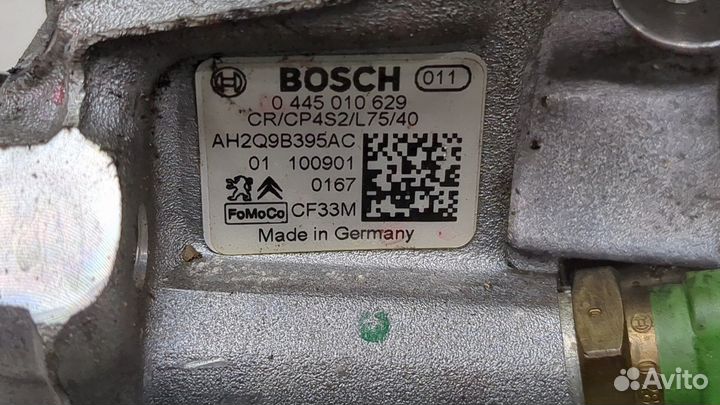 BOSCH 011
0 445 010 629
CR/CP4S2/L75/40
AH2Q9B395AC
01 100901
0167
FoMoCo CF33M
Made in Germany
Avito